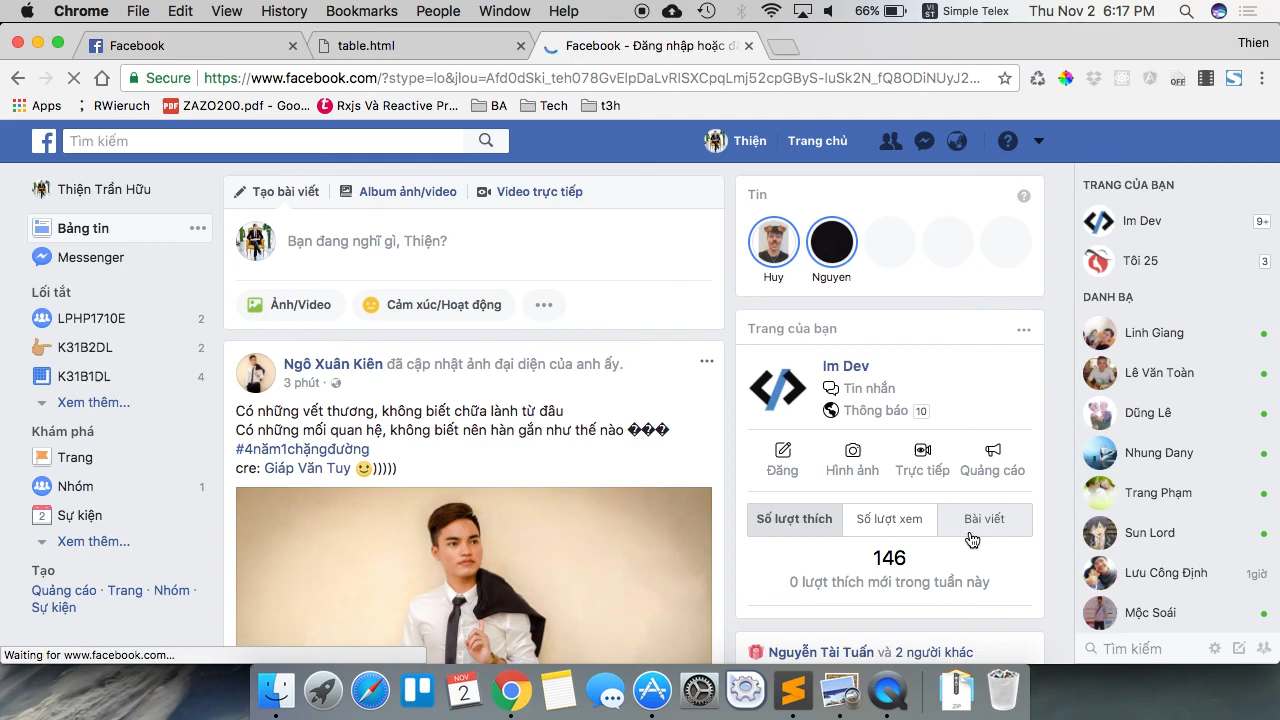 Chrome File Edit View History Bookmarks People Window Help 66% VI ST Simple Telex Thu Nov 2 6:17 PM
Facebook table.html Facebook - Đăng nhập hoặc đă Thien
Secure https://www.facebook.com/?stype=lo&jlou=Afd0dSki_teh078GvElpDaLvRlSXCpqLmj52cpGByS-luSk2N_fQ8ODiNUyJ2...
Apps RWieruch ZAZO200.pdf - Goo... Rxjs Và Reactive Pr... BA Tech t3h
Tìm kiếm Thiện Trang chủ
Thiện Trần Hữu
Bảng tin
Messenger
Lối tắt
LPHP1710E 2
K31B2DL 2
K31B1DL 4
Xem thêm...
Khám phá
Trang
Nhóm 1
2 Sự kiện
Xem thêm...
Tạo
Quảng cáo · Trang · Nhóm ·
Sự kiện
Tạo bài viết Album ảnh/video Video trực tiếp
Bạn đang nghĩ gì, Thiện?
Ảnh/Video Cảm xúc/Hoạt động
Ngô Xuân Kiên đã cập nhật ảnh đại diện của anh ấy.
3 phút ·
Có những vết thương, không biết chữa lành từ đâu
Có những mối quan hệ, không biết nên hàn gắn như thế nào ���
#4năm1chặngđường
cre: Giáp Văn Tuy 😉))))) 
Tin
Huy Nguyen
Trang của bạn
Im Dev
Tin nhắn
Thông báo 10
Đăng Hình ảnh Trực tiếp Quảng cáo
Số lượt thích Số lượt xem Bài viết
146
0 lượt thích mới trong tuần này
Nguyễn Tài Tuấn và 2 người khác
TRANG CỦA BẠN
Im Dev 9+
Tôi 25 3
DANH BẠ
Linh Giang
Lê Văn Toàn
Dũng Lê
Nhung Dany
Trang Phạm
Sun Lord
Lưu Công Định 1giờ
Mộc Soái
Tìm kiếm
Waiting for www.facebook.com...
NOV
2
ZIP